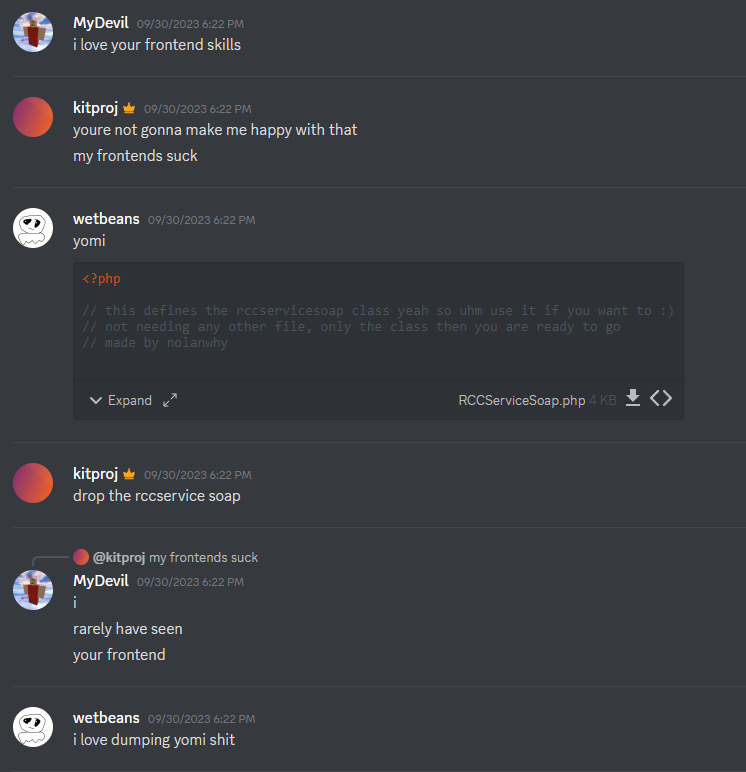 MyDevil 09/30/2023 6:22 PM
i love your frontend skills
kitproj 09/30/2023 6:22 PM
youre not gonna make me happy with that
my frontends suck
wetbeans 09/30/2023 6:22 PM
yomi
<?php
// this defines the rccservicesoap class yeah so uhm use it if you want to :)
// not needing any other file, only the class then you are ready to go
// made by nolanwhy
Expand RCCServiceSoap.php 4 KB
kitproj 09/30/2023 6:22 PM
drop the rccservice soap
@kitproj my frontends suck
MyDevil 09/30/2023 6:22 PM
i
rarely have seen
your frontend
wetbeans 09/30/2023 6:22 PM
i love dumping yomi shit